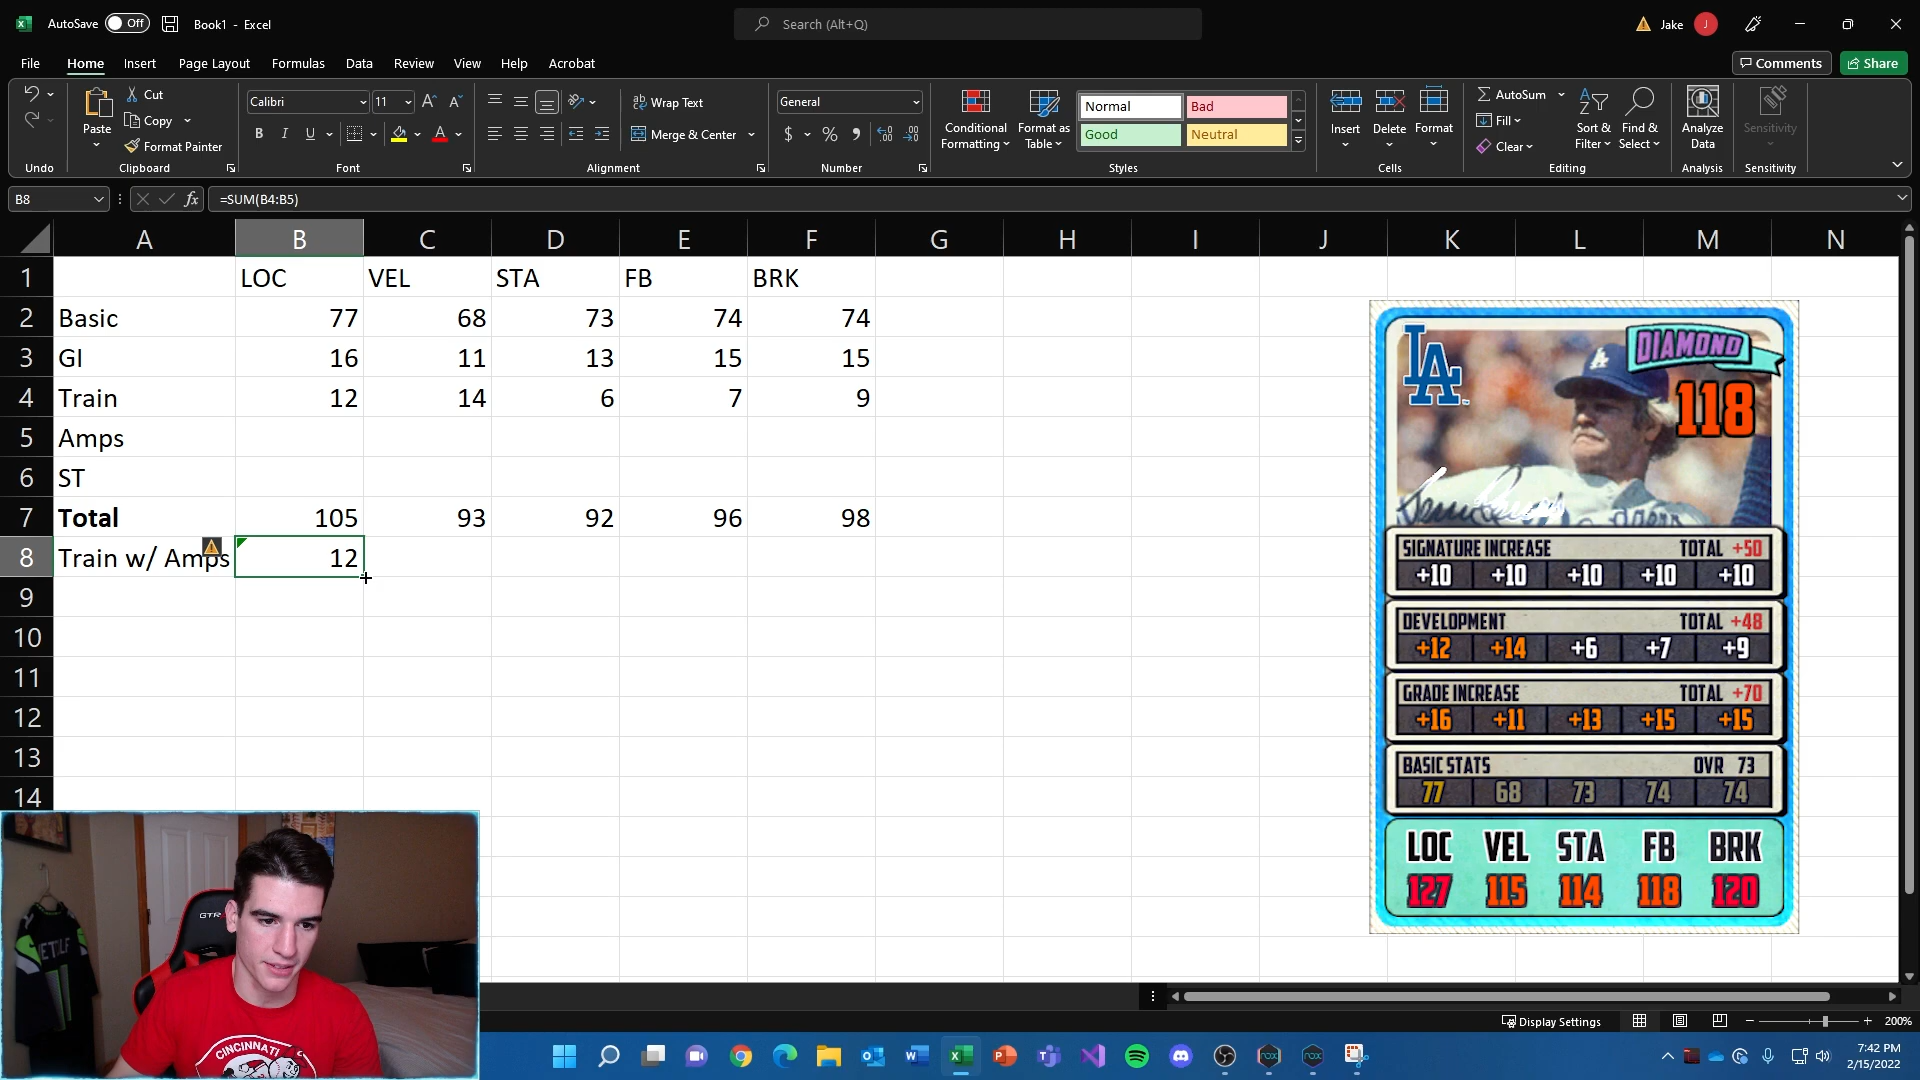 AutoSave Off Book1 - Excel Search (Alt+Q) Jake J
File Home Insert Page Layout Formulas Data Review View Help Acrobat Comments Share
Paste Cut Copy Format Painter
Calibri 11 Wrap Text Merge & Center General
B I U A $ %
Conditional Formatting Format as Table Normal Bad Good Neutral
Insert Delete Format AutoSum Fill Clear Sort & Filter Find & Select Analyze Data Sensitivity
Undo Clipboard Font Alignment Number Styles Cells Editing Analysis Sensitivity
B8 fx =SUM(B4:B5)
A B C D E F G H I J K L M N
1 LOC VEL STA FB BRK
2 Basic 77 68 73 74 74
3 GI 16 11 13 15 15
4 Train 12 14 6 7 9
5 Amps
6 ST
7 Total 105 93 92 96 98
8 Train w/ Amps 12
9
10
11
12
13
14
LA DIAMOND
118
SIGNATURE INCREASE TOTAL +50
+10 +10 +10 +10 +10
DEVELOPMENT TOTAL +48
+12 +14 +6 +7 +9
GRADE INCREASE TOTAL +70
+16 +11 +13 +15 +15
BASIC STATS OVR 73
77 68 73 74 74
LOC VEL STA FB BRK
127 115 114 118 120
GTR
CINCINNATI
Display Settings 200%
7:42 PM
2/15/2022